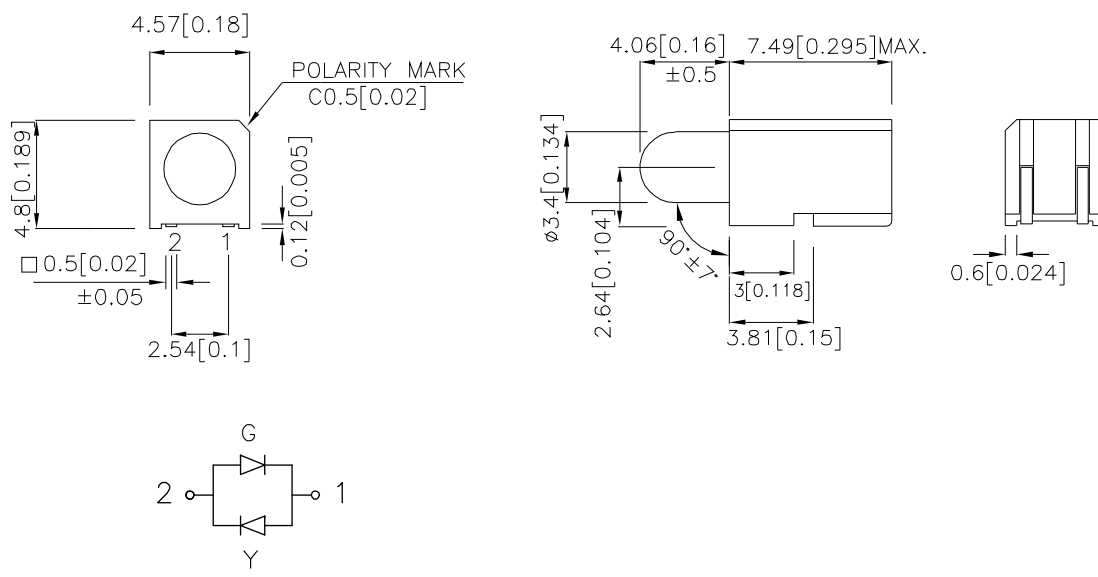 4.57[0.18]
POLARITY MARK
C0.5[0.02]
4.8[0.189]
0.12[0.005]
2 1
□0.5[0.02]
±0.05
2.54[0.1]
4.06[0.16]
±0.5
7.49[0.295]MAX.
ø3.4[0.134]
2.64[0.104]
90°±7°
3[0.118]
3.81[0.15]
0.6[0.024]
G
2 1
Y